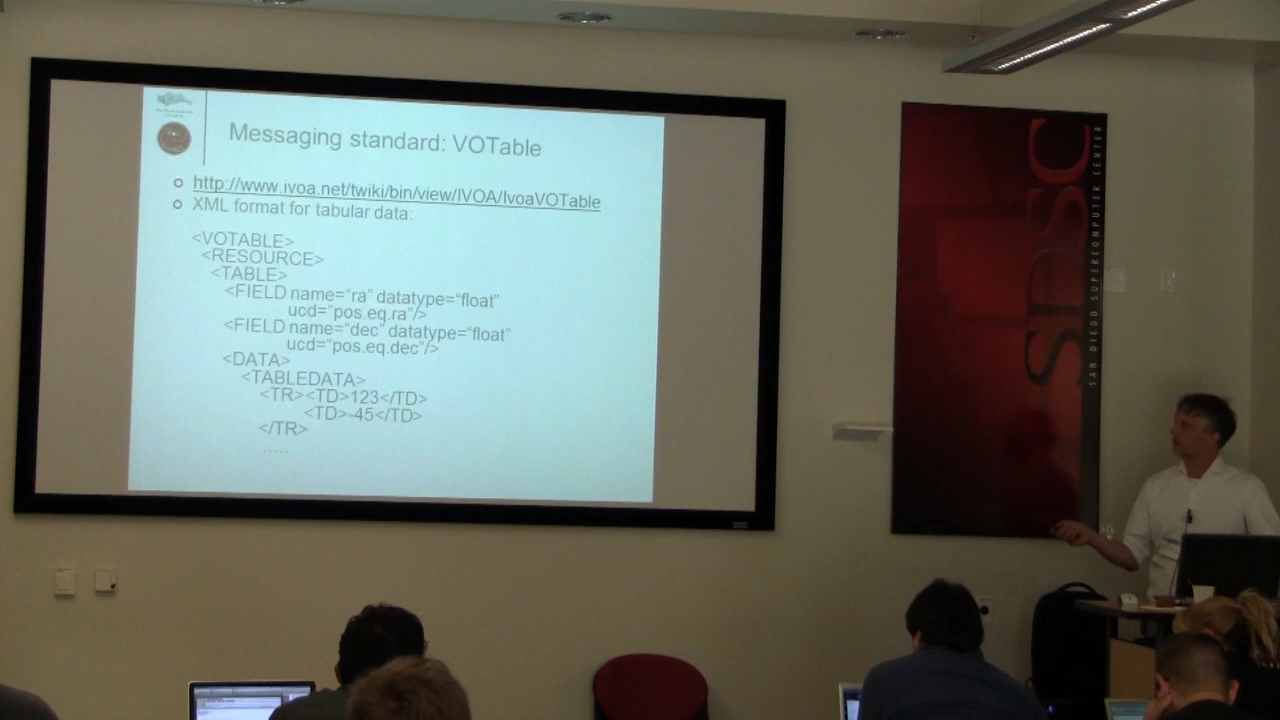 Messaging standard: VOTable
http://www.ivoa.net/twiki/bin/view/IVOA/IvoaVOTable
XML format for tabular data:
<VOTABLE>
<RESOURCE>
<TABLE>
<FIELD name=“ra” datatype=“float”
ucd=“pos.eq.ra”/>
<FIELD name=“dec” datatype=“float”
ucd=“pos.eq.dec”/>
<DATA>
<TABLEDATA>
<TR><TD>123</TD>
<TD>-45</TD>
</TR>
.....
SDSC
SAN DIEGO SUPERCOMPUTER CENTER